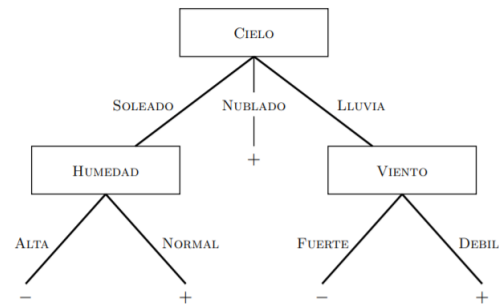 CIELO
SOLEADO NUBLADO LLUVIA
+
HUMEDAD VIENTO
ALTA NORMAL FUERTE DEBIL
− + − +